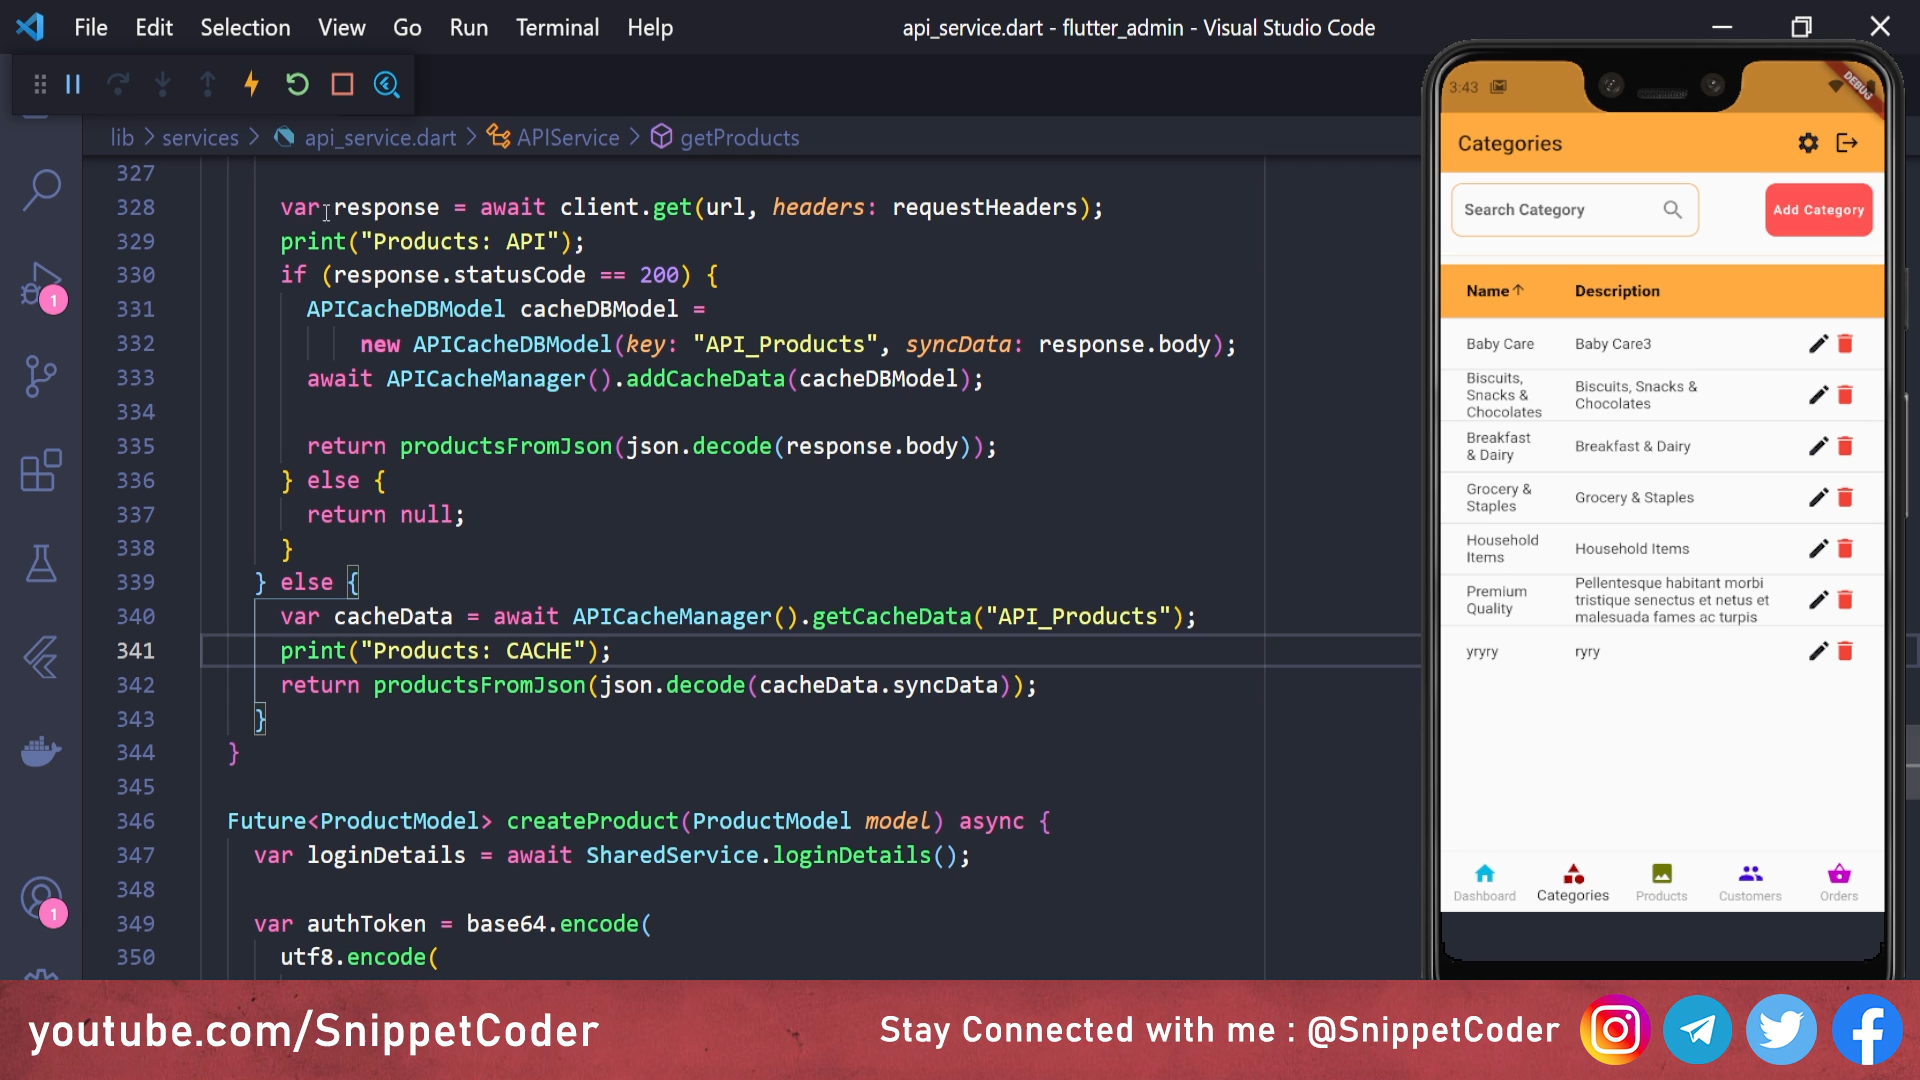 File Edit Selection View Go Run Terminal Help
api_service.dart - flutter_admin - Visual Studio Code
lib > services > api_service.dart > APIService > getProducts
327
328 var response = await client.get(url, headers: requestHeaders);
329 print("Products: API");
330 if (response.statusCode == 200) {
331 APICacheDBModel cacheDBModel =
332 new APICacheDBModel(key: "API_Products", syncData: response.body);
333 await APICacheManager().addCacheData(cacheDBModel);
334
335 return productsFromJson(json.decode(response.body));
336 } else {
337 return null;
338 }
339 } else {
340 var cacheData = await APICacheManager().getCacheData("API_Products");
341 print("Products: CACHE");
342 return productsFromJson(json.decode(cacheData.syncData));
343 }
344 }
345
346 Future<ProductModel> createProduct(ProductModel model) async {
347 var loginDetails = await SharedService.loginDetails();
348
349 var authToken = base64.encode(
350 utf8.encode(
1
1
3:43
DEBUG
Categories
Search Category
Add Category
Name Description
Baby Care Baby Care3
Biscuits, Snacks & Chocolates Biscuits, Snacks & Chocolates
Breakfast & Dairy Breakfast & Dairy
Grocery & Staples Grocery & Staples
Household Items Household Items
Premium Quality Pellentesque habitant morbi tristique senectus et netus et malesuada fames ac turpis
yryry ryry
Dashboard Categories Products Customers Orders
youtube.com/SnippetCoder
Stay Connected with me : @SnippetCoder